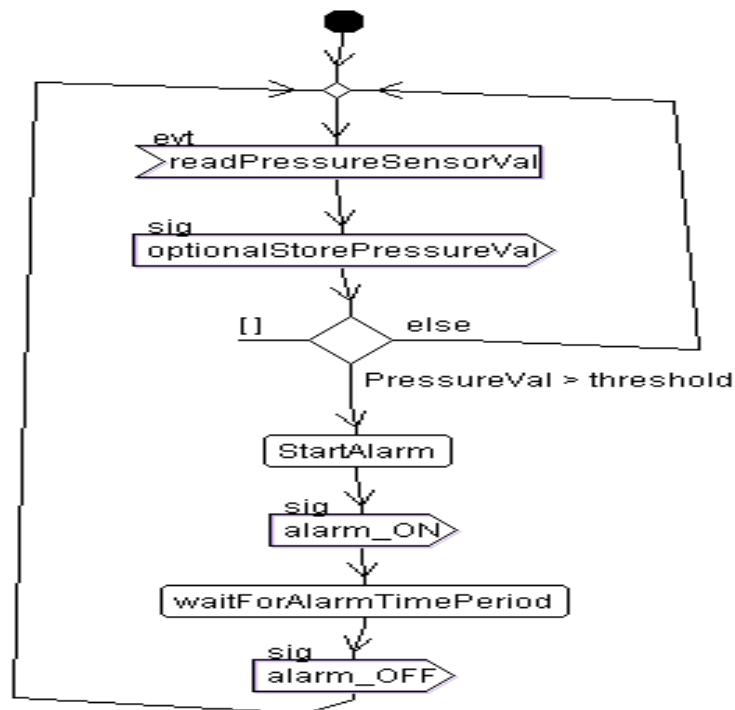 evt
readPressureSensorVal
sig
optionalStorePressureVal
[] else
PressureVal > threshold
StartAlarm
sig
alarm_ON
waitForAlarmTimePeriod
sig
alarm_OFF